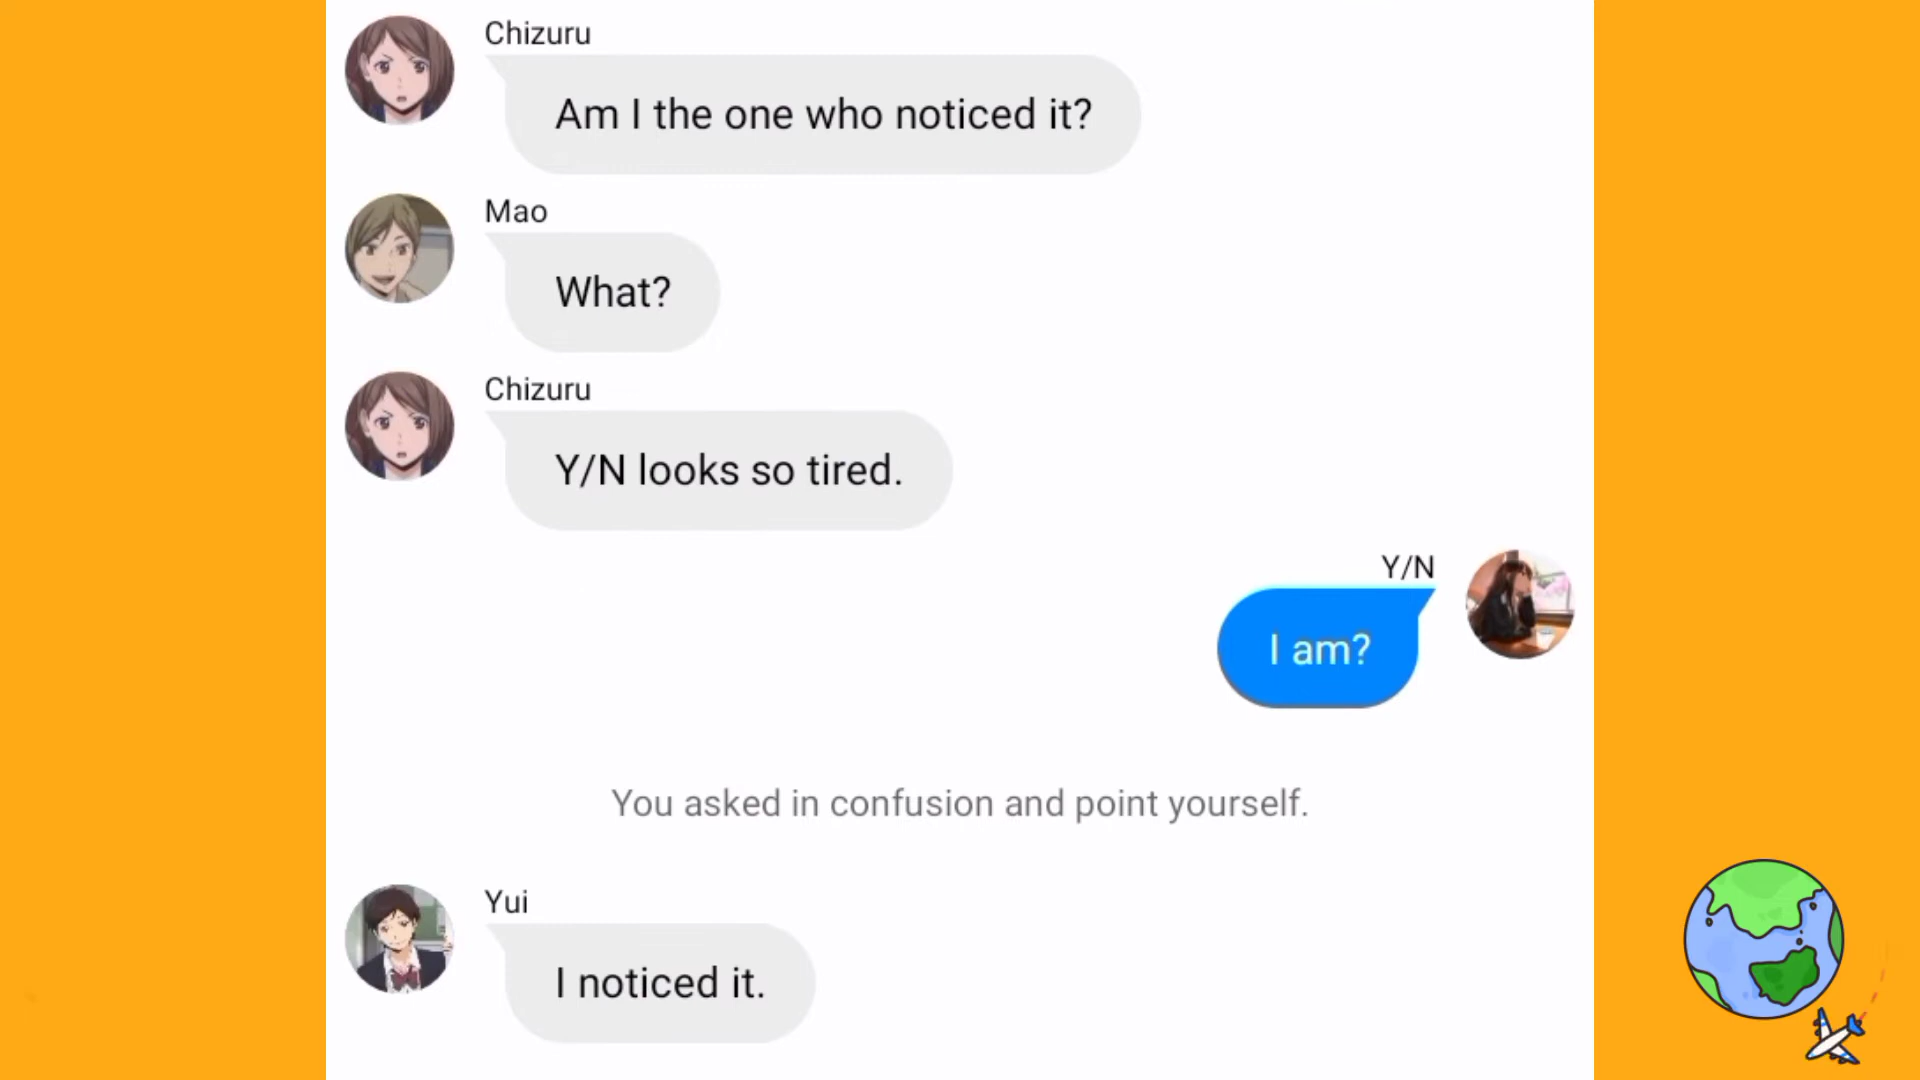 Chizuru
Am I the one who noticed it?
Mao
What?
Chizuru
Y/N looks so tired.
Y/N
I am?
You asked in confusion and point yourself.
Yui
I noticed it.